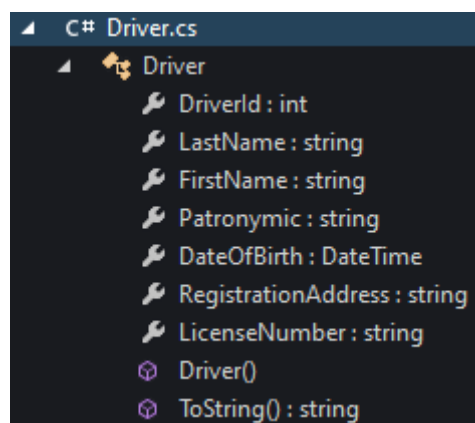 C# Driver.cs
Driver
DriverId : int
LastName : string
FirstName : string
Patronymic : string
DateOfBirth : DateTime
RegistrationAddress : string
LicenseNumber : string
Driver()
ToString() : string